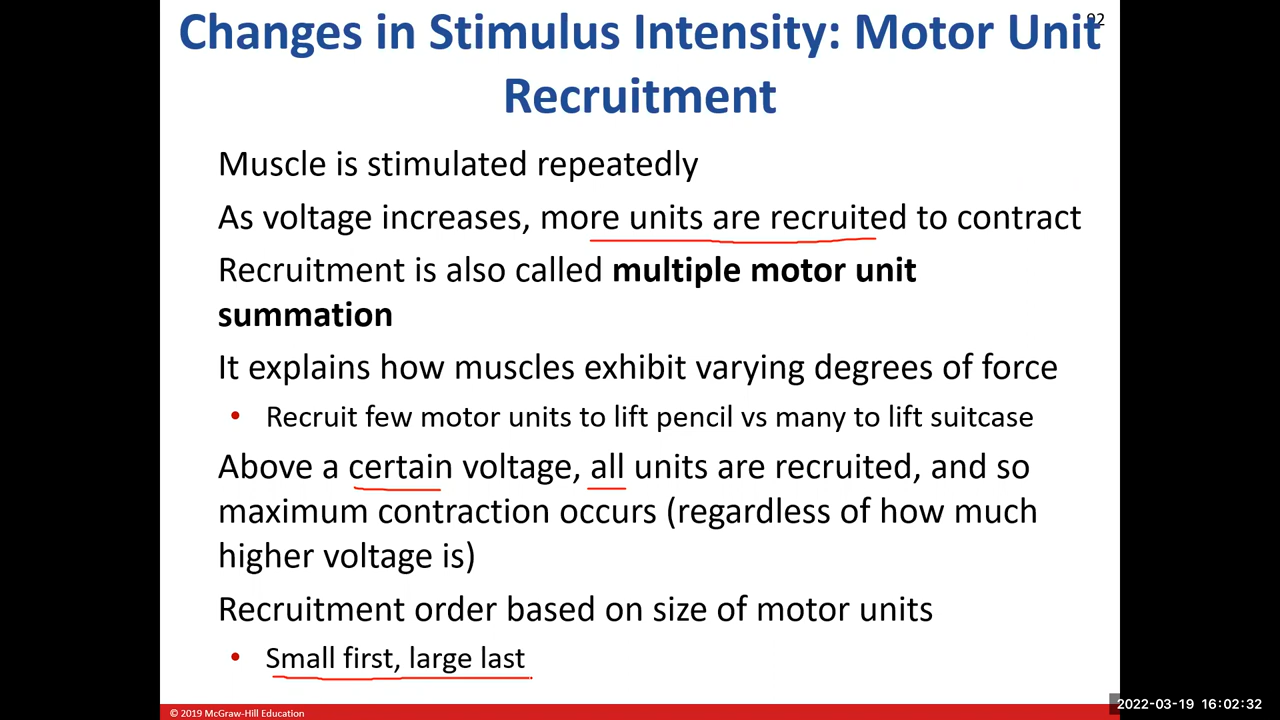 92
Changes in Stimulus Intensity: Motor Unit
Recruitment
Muscle is stimulated repeatedly
As voltage increases, more units are recruited to contract
Recruitment is also called multiple motor unit
summation
It explains how muscles exhibit varying degrees of force
• Recruit few motor units to lift pencil vs many to lift suitcase
Above a certain voltage, all units are recruited, and so
maximum contraction occurs (regardless of how much
higher voltage is)
Recruitment order based on size of motor units
• Small first, large last
© 2019 McGraw-Hill Education
2022-03-19 16:02:32